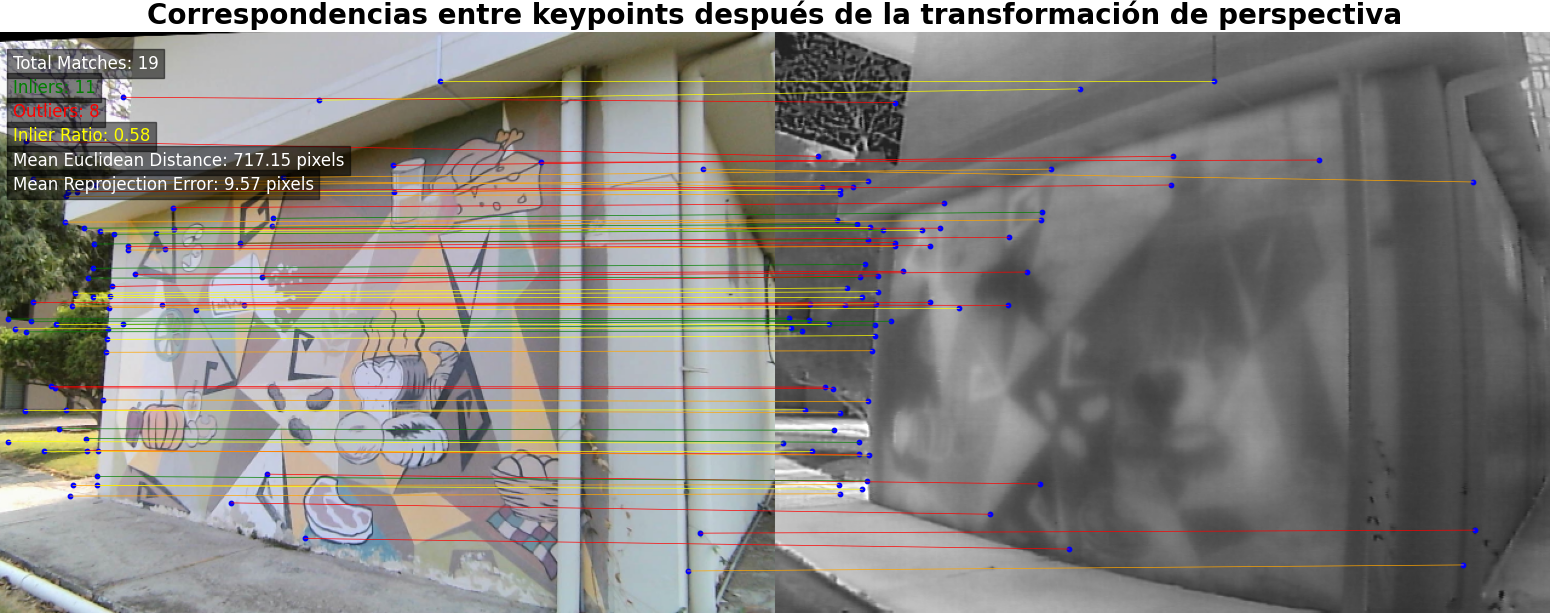 Correspondencias entre keypoints después de la transformación de perspectiva
Total Matches: 19
Inliers: 11
Outliers: 8
Inlier Ratio: 0.58
Mean Euclidean Distance: 717.15 pixels
Mean Reprojection Error: 9.57 pixels